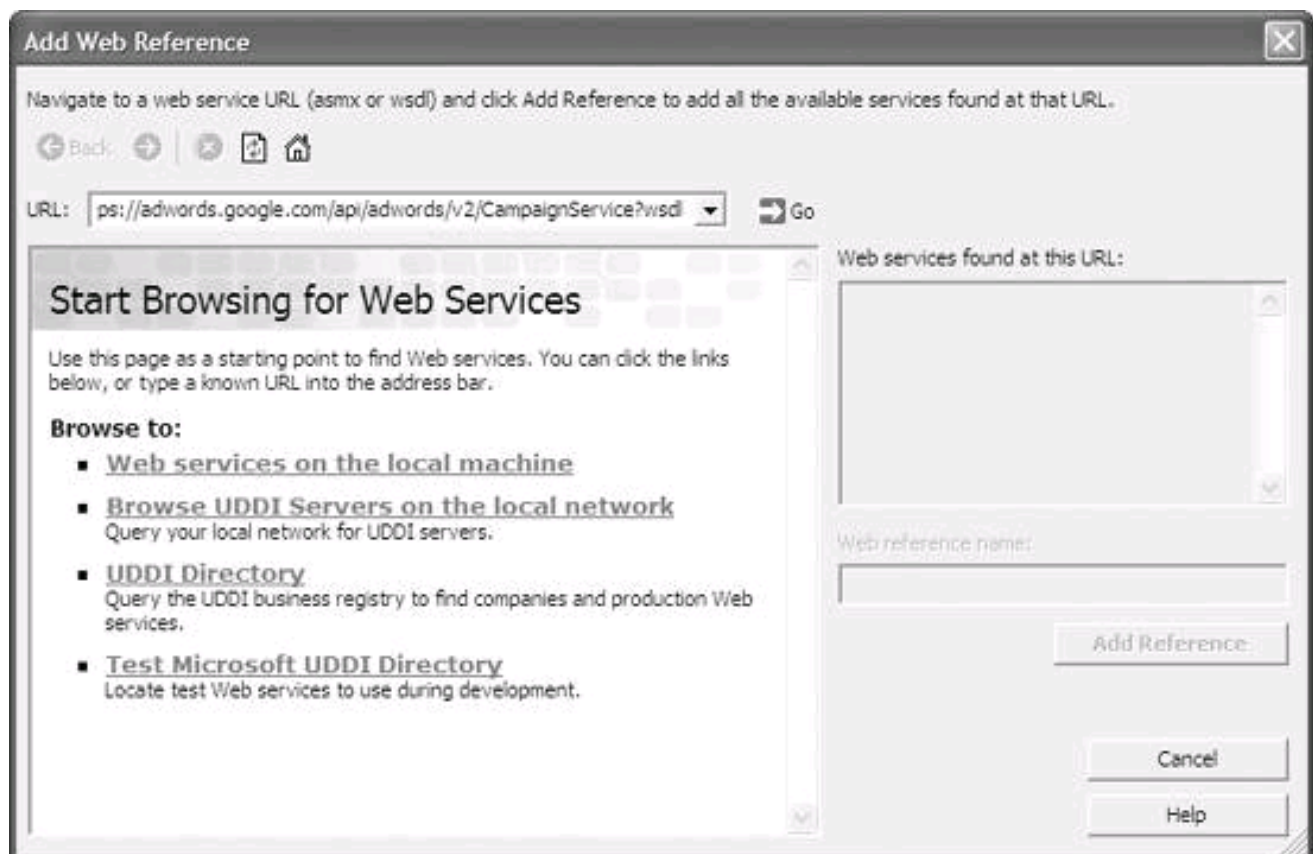 Add Web Reference
Navigate to a web service URL (asmx or wsdl) and click Add Reference to add all the available services found at that URL.
Back
URL: ps://adwords.google.com/api/adwords/v2/CampaignService?wsdl Go
Start Browsing for Web Services
Use this page as a starting point to find Web services. You can click the links
below, or type a known URL into the address bar.
Browse to:
Web services on the local machine
Browse UDDI Servers on the local network
Query your local network for UDDI servers.
UDDI Directory
Query the UDDI business registry to find companies and production Web
services.
Test Microsoft UDDI Directory
Locate test Web services to use during development.
Web services found at this URL:
Web reference name:
Add Reference
Cancel
Help